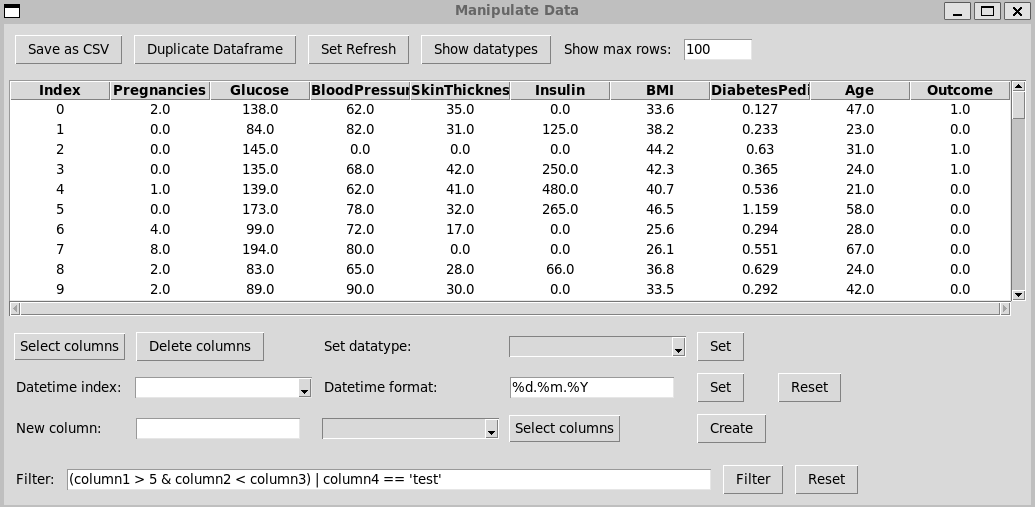 Manipulate Data
Save as CSV Duplicate Dataframe Set Refresh Show datatypes Show max rows: 100
Index Pregnancies Glucose BloodPressur SkinThicknes Insulin BMI DiabetesPedi Age Outcome
0 2.0 138.0 62.0 35.0 0.0 33.6 0.127 47.0 1.0
1 0.0 84.0 82.0 31.0 125.0 38.2 0.233 23.0 0.0
2 0.0 145.0 0.0 0.0 0.0 44.2 0.63 31.0 1.0
3 0.0 135.0 68.0 42.0 250.0 42.3 0.365 24.0 1.0
4 1.0 139.0 62.0 41.0 480.0 40.7 0.536 21.0 0.0
5 0.0 173.0 78.0 32.0 265.0 46.5 1.159 58.0 0.0
6 4.0 99.0 72.0 17.0 0.0 25.6 0.294 28.0 0.0
7 8.0 194.0 80.0 0.0 0.0 26.1 0.551 67.0 0.0
8 2.0 83.0 65.0 28.0 66.0 36.8 0.629 24.0 0.0
9 2.0 89.0 90.0 30.0 0.0 33.5 0.292 42.0 0.0
Select columns Delete columns Set datatype: Set
Datetime index: Datetime format: %d.%m.%Y Set Reset
New column: Select columns Create
Filter: (column1 > 5 & column2 < column3) | column4 == 'test' Filter Reset